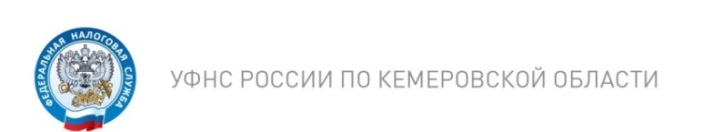 ФЕДЕРАЛЬНАЯ НАЛОГОВАЯ СЛУЖБА
УФНС РОССИИ ПО КЕМЕРОВСКОЙ ОБЛАСТИ